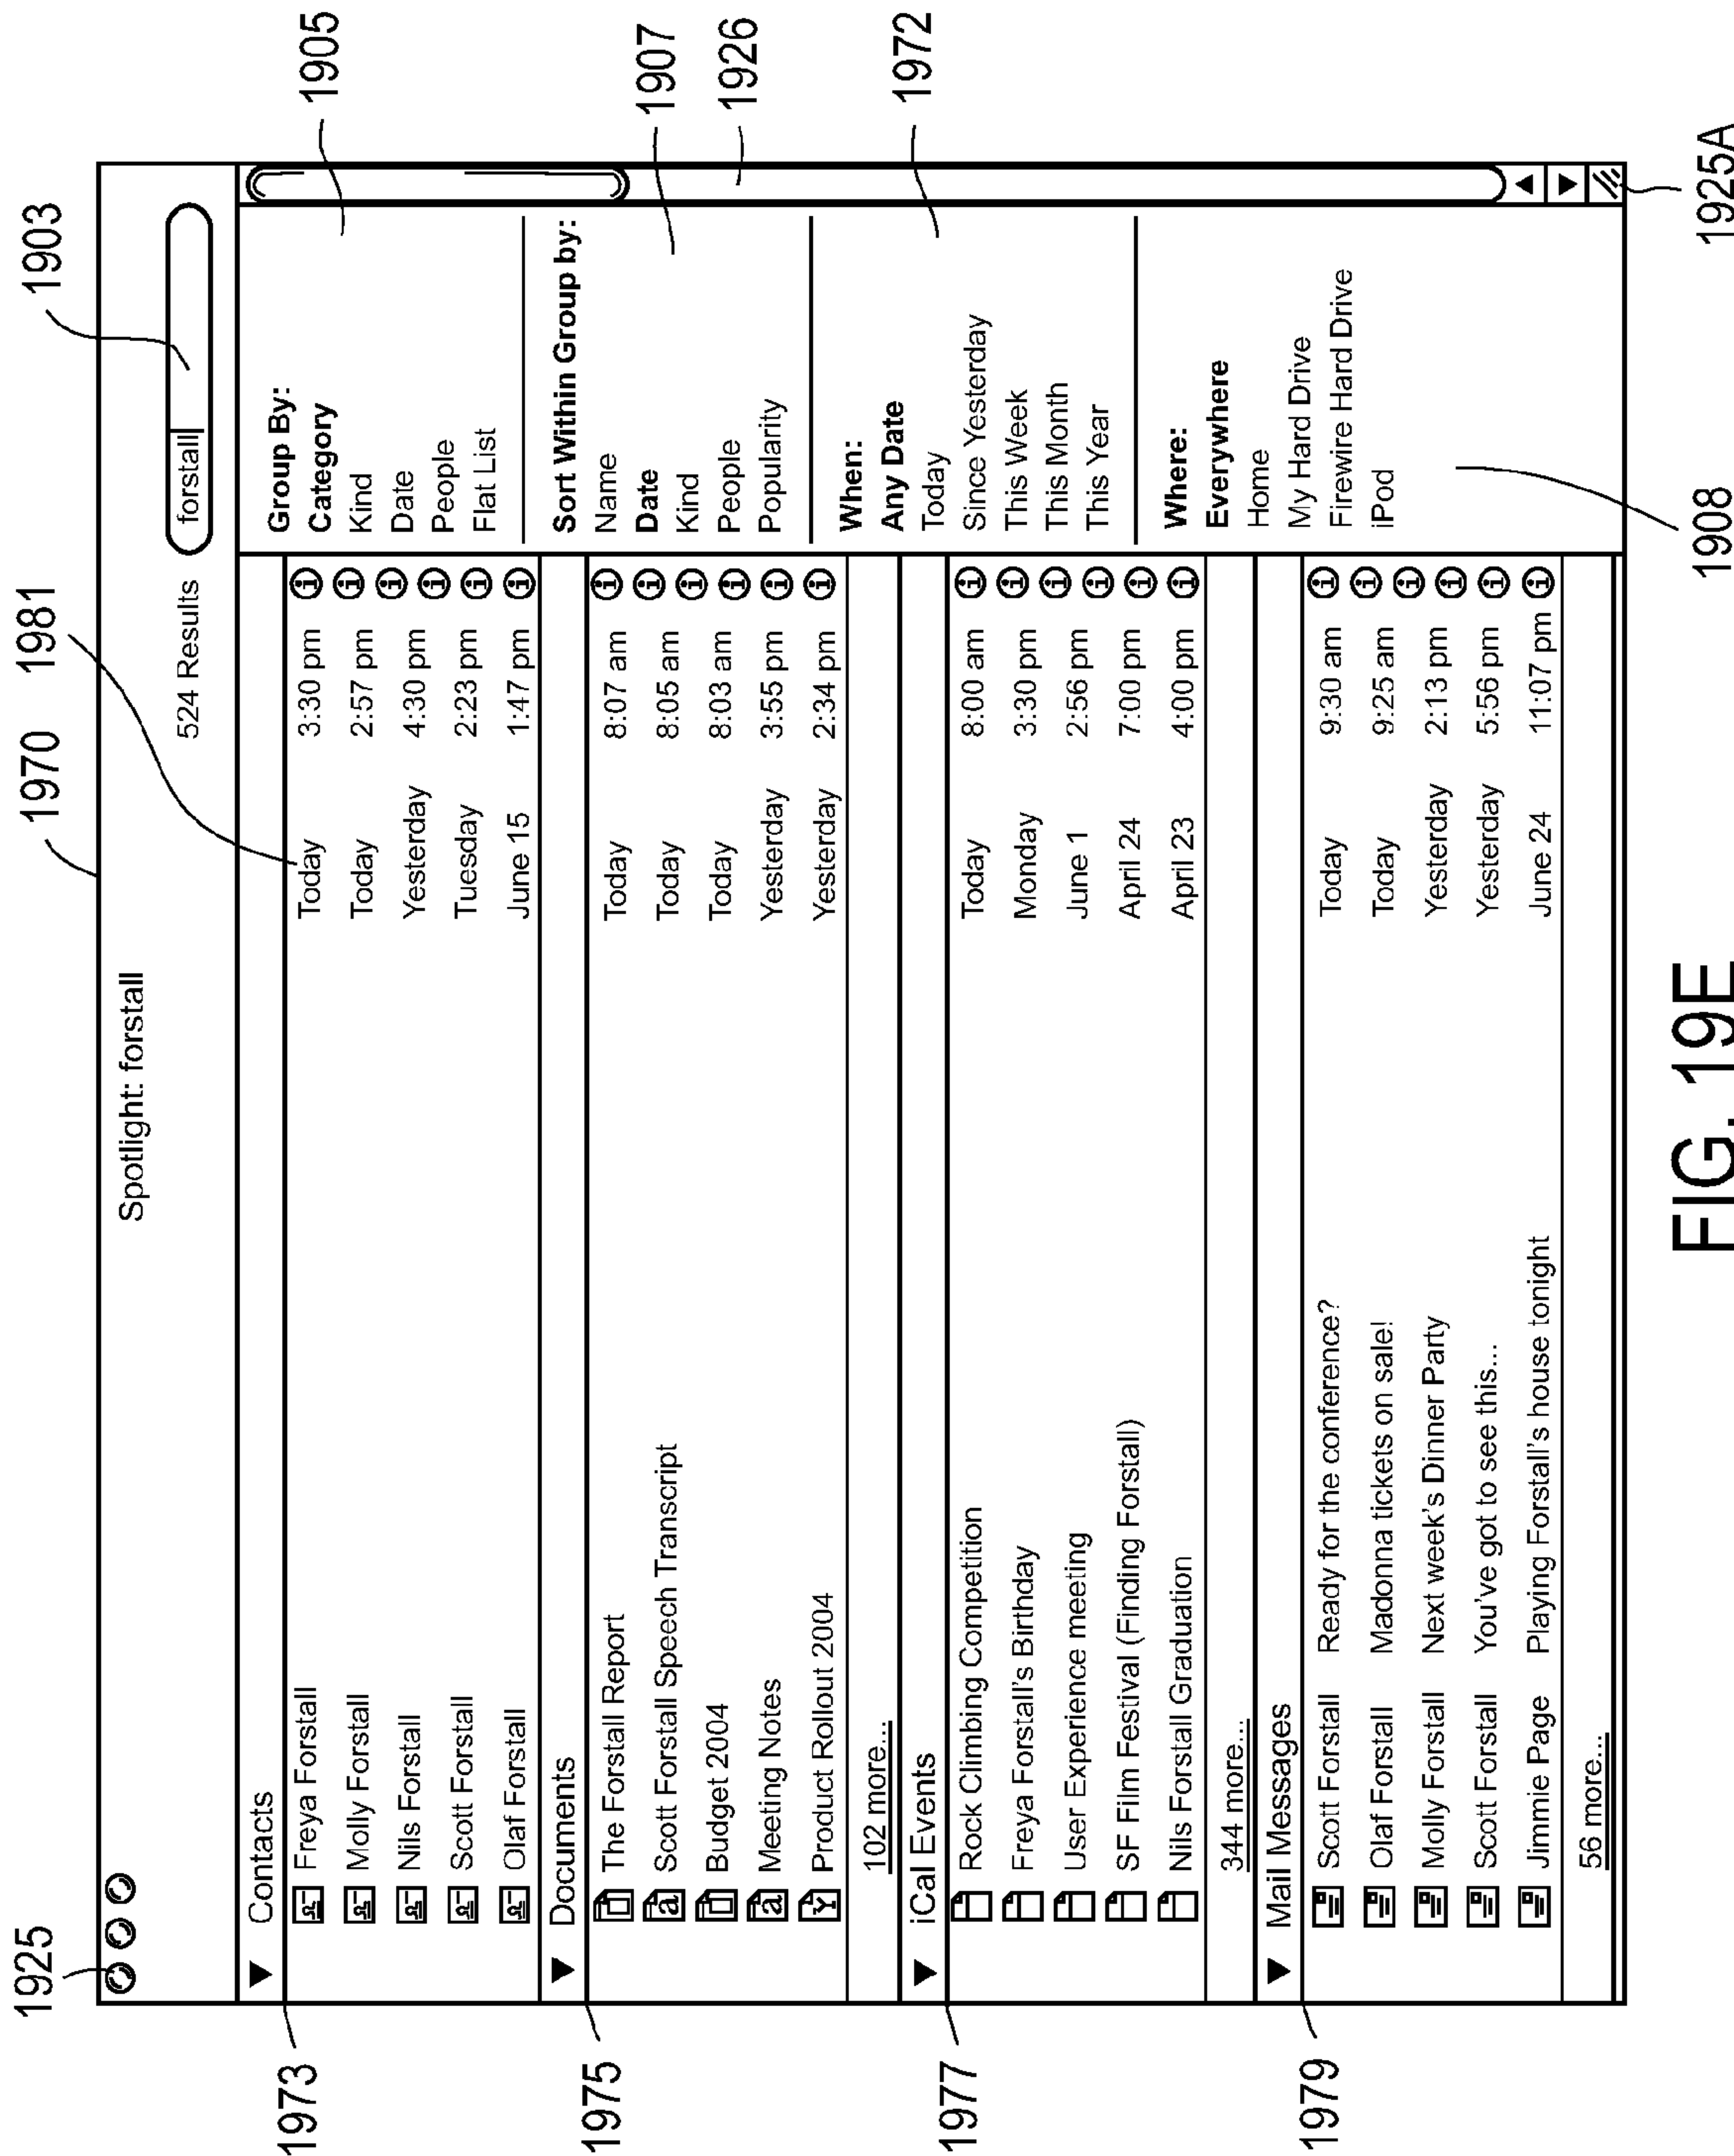 1970
1981
1903
1925
Spotlight: forstall
524 Results
forstall
1905
1907
1926
1972
1973
Contacts
Freya Forstall Today 3:30 pm
Molly Forstall Today 2:57 pm
Nils Forstall Yesterday 4:30 pm
Scott Forstall Tuesday 2:23 pm
Olaf Forstall June 15 1:47 pm
1975
Documents
The Forstall Report Today 8:07 am
Scott Forstall Speech Transcript Today 8:05 am
Budget 2004 Today 8:03 am
Meeting Notes Yesterday 3:55 pm
Product Rollout 2004 Yesterday 2:34 pm
102 more...
1977
iCal Events
Rock Climbing Competition Today 8:00 am
Freya Forstall's Birthday Monday 3:30 pm
User Experience meeting June 1 2:56 pm
SF Film Festival (Finding Forstall) April 24 7:00 pm
Nils Forstall Graduation April 23 4:00 pm
344 more...
1979
Mail Messages
Scott Forstall Ready for the conference? Today 9:30 am
Olaf Forstall Madonna tickets on sale! Today 9:25 am
Molly Forstall Next week's Dinner Party Yesterday 2:13 pm
Scott Forstall You've got to see this... Yesterday 5:56 pm
Jimmie Page Playing Forstall's house tonight June 24 11:07 pm
56 more...
Group By:
Category
Kind
Date
People
Flat List
Sort Within Group by:
Name
Date
Kind
People
Popularity
When:
Any Date
Today
Since Yesterday
This Week
This Month
This Year
Where:
Everywhere
Home
My Hard Drive
Firewire Hard Drive
iPod
1908
1925A
FIG. 19E